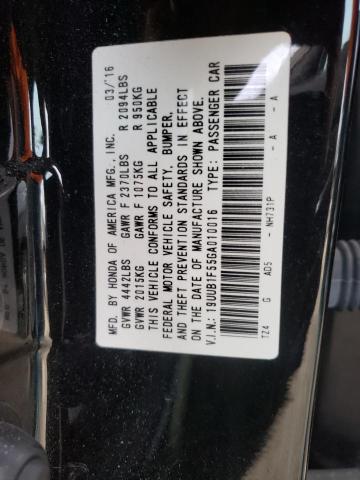 MFD. BY HONDA OF AMERICA MFG., INC. 03/16
GVWR 4442LBS GAWR F 2370LBS R 2094LBS
GVWR 2015KG GAWR F 1075KG R 950KG
THIS VEHICLE CONFORMS TO ALL APPLICABLE
FEDERAL MOTOR VEHICLE SAFETY, BUMPER,
AND THEFT PREVENTION STANDARDS IN EFFECT
ON THE DATE OF MANUFACTURE SHOWN ABOVE.
V.I.N.: 19UUB1F55GA010016 TYPE: PASSENGER CAR
TZ4 G AD5 - NH731P - A - A